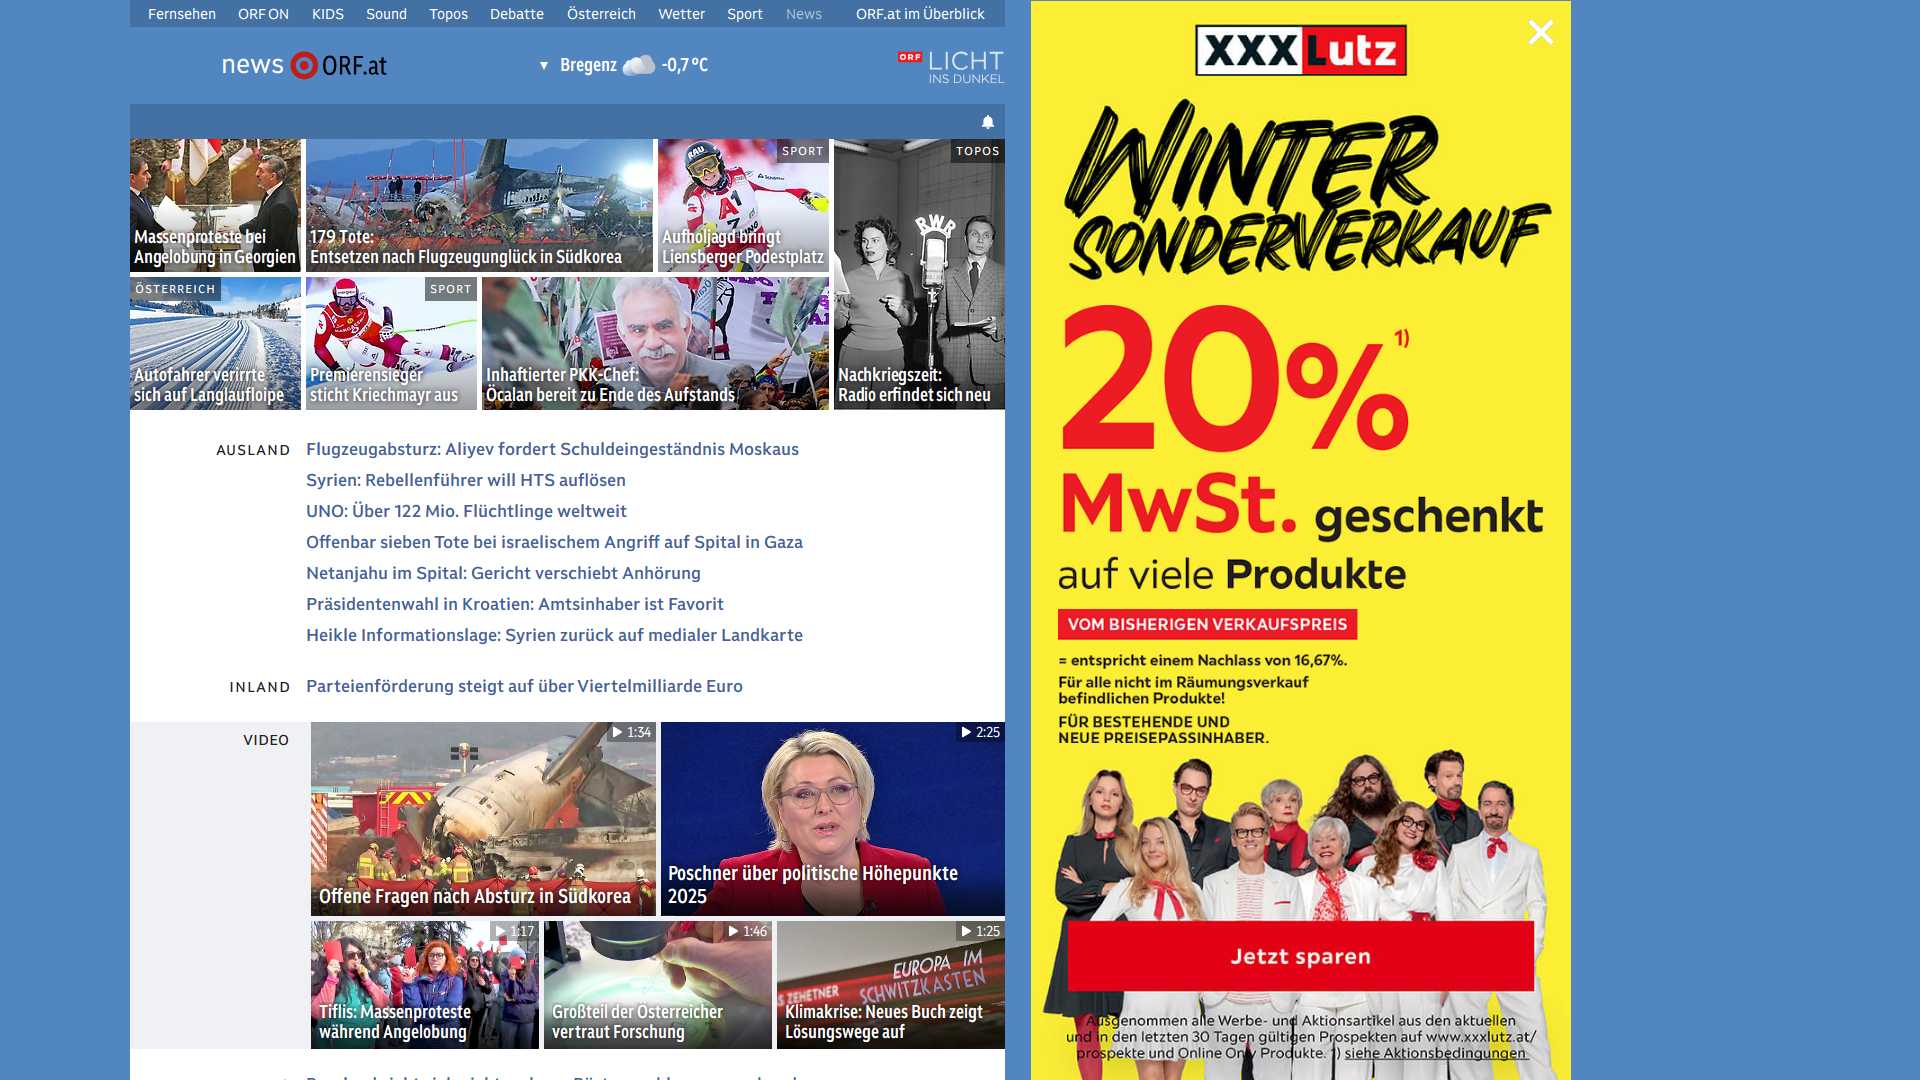 Fernsehen ORF ON KIDS Sound Topos Debatte Österreich Wetter Sport News ORF.at im Überblick
news ORF.at
▼ Bregenz -0,7 °C
ORF LICHT
INS DUNKEL
Massenproteste bei
Angelobung in Georgien
179 Tote:
Entsetzen nach Flugzeugunglück in Südkorea
SPORT
RAU
A1
Aufholjagd bringt
Liensberger Podestplatz
TOPOS
RWR
Nachkriegszeit:
Radio erfindet sich neu
ÖSTERREICH
Autofahrer verirrte
sich auf Langlaufloipe
SPORT
Premierensieger
sticht Kriechmayr aus
Inhaftierter PKK-Chef:
Öcalan bereit zu Ende des Aufstands
AUSLAND
Flugzeugabsturz: Aliyev fordert Schuldeingeständnis Moskaus
Syrien: Rebellenführer will HTS auflösen
UNO: Über 122 Mio. Flüchtlinge weltweit
Offenbar sieben Tote bei israelischem Angriff auf Spital in Gaza
Netanjahu im Spital: Gericht verschiebt Anhörung
Präsidentenwahl in Kroatien: Amtsinhaber ist Favorit
Heikle Informationslage: Syrien zurück auf medialer Landkarte
INLAND
Parteienförderung steigt auf über Viertelmilliarde Euro
VIDEO
1:34
Offene Fragen nach Absturz in Südkorea
2:25
Poschner über politische Höhepunkte
2025
1:17
Tiflis: Massenproteste
während Angelobung
1:46
Großteil der Österreicher
vertraut Forschung
1:25
EUROPA IM
SCHWITZKASTEN
ZEHETNER
Klimakrise: Neues Buch zeigt
Lösungswege auf
XXXLutz
WINTER
SONDERVERKAUF
20% 1)
MwSt. geschenkt
auf viele Produkte
VOM BISHERIGEN VERKAUFSPREIS
= entspricht einem Nachlass von 16,67%.
Für alle nicht im Räumungsverkauf
befindlichen Produkte!
FÜR BESTEHENDE UND
NEUE PREISEPASSINHABER.
Jetzt sparen
Ausgenommen alle Werbe- und Aktionsartikel aus den aktuellen
und in den letzten 30 Tagen gültigen Prospekten auf www.xxxlutz.at/
prospekte und Online Only Produkte. 1) siehe Aktionsbedingungen